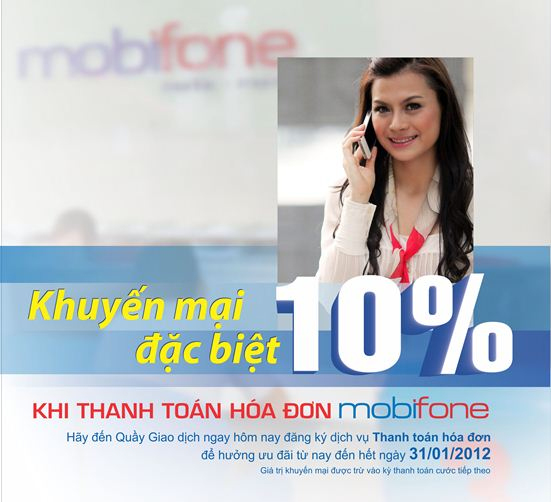 mobifone
Khuyến mại
đặc biệt
10%
KHI THANH TOÁN HÓA ĐƠN mobifone
Hãy đến Quầy Giao dịch ngay hôm nay đăng ký dịch vụ Thanh toán hóa đơn
để hưởng ưu đãi từ nay đến hết ngày 31/01/2012
Giá trị khuyến mại được trừ vào kỳ thanh toán cước tiếp theo